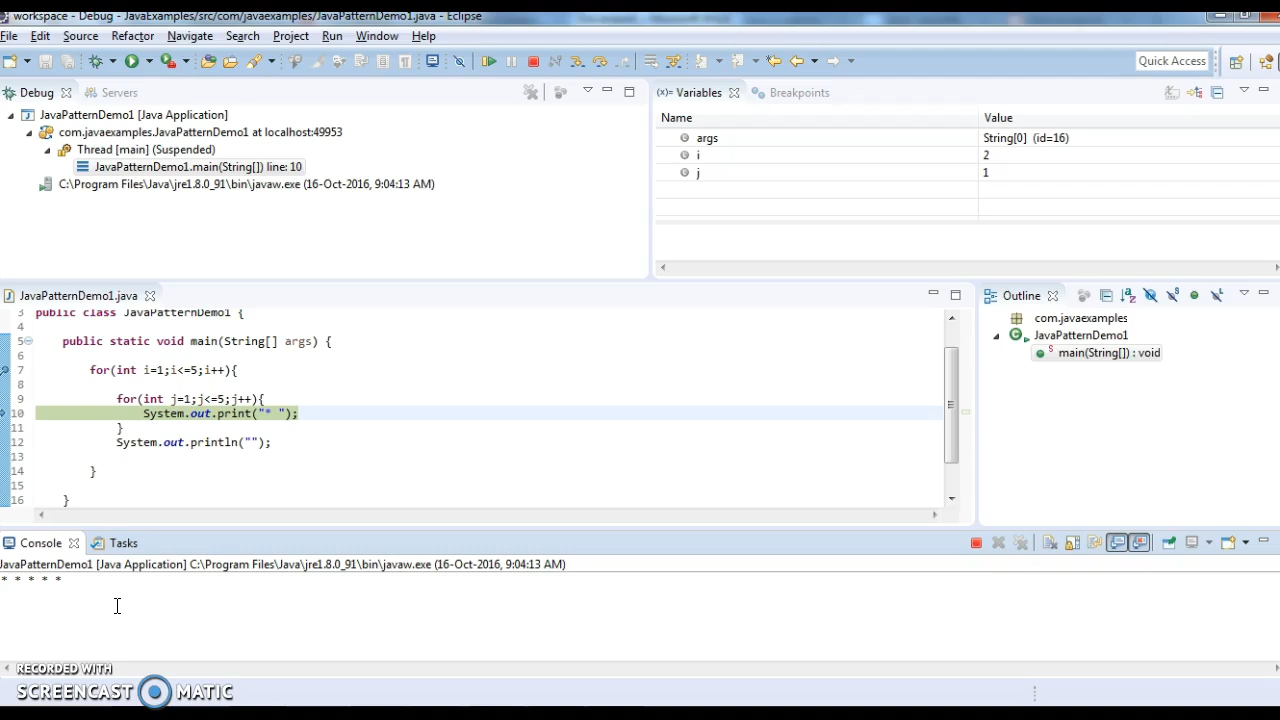 workspace - Debug - JavaExamples/src/com/javaexamples/JavaPatternDemo1.java - Eclipse
File Edit Source Refactor Navigate Search Project Run Window Help
Quick Access
Debug Servers
JavaPatternDemo1 [Java Application]
com.javaexamples.JavaPatternDemo1 at localhost:49953
Thread [main] (Suspended)
JavaPatternDemo1.main(String[]) line: 10
C:\Program Files\Java\jre1.8.0_91\bin\javaw.exe (16-Oct-2016, 9:04:13 AM)
(x)= Variables Breakpoints
Name Value
args String[0] (id=16)
i 2
j 1
JavaPatternDemo1.java
3 public class JavaPatternDemo1 {
4
5 public static void main(String[] args) {
6
7 for(int i=1;i<=5;i++){
8
9 for(int j=1;j<=5;j++){
10 System.out.print("* ");
11 }
12 System.out.println("");
13
14 }
15
16 }
Outline
com.javaexamples
JavaPatternDemo1
main(String[]) : void
Console Tasks
JavaPatternDemo1 [Java Application] C:\Program Files\Java\jre1.8.0_91\bin\javaw.exe (16-Oct-2016, 9:04:13 AM)
* * * * *
RECORDED WITH
SCREENCAST MATIC